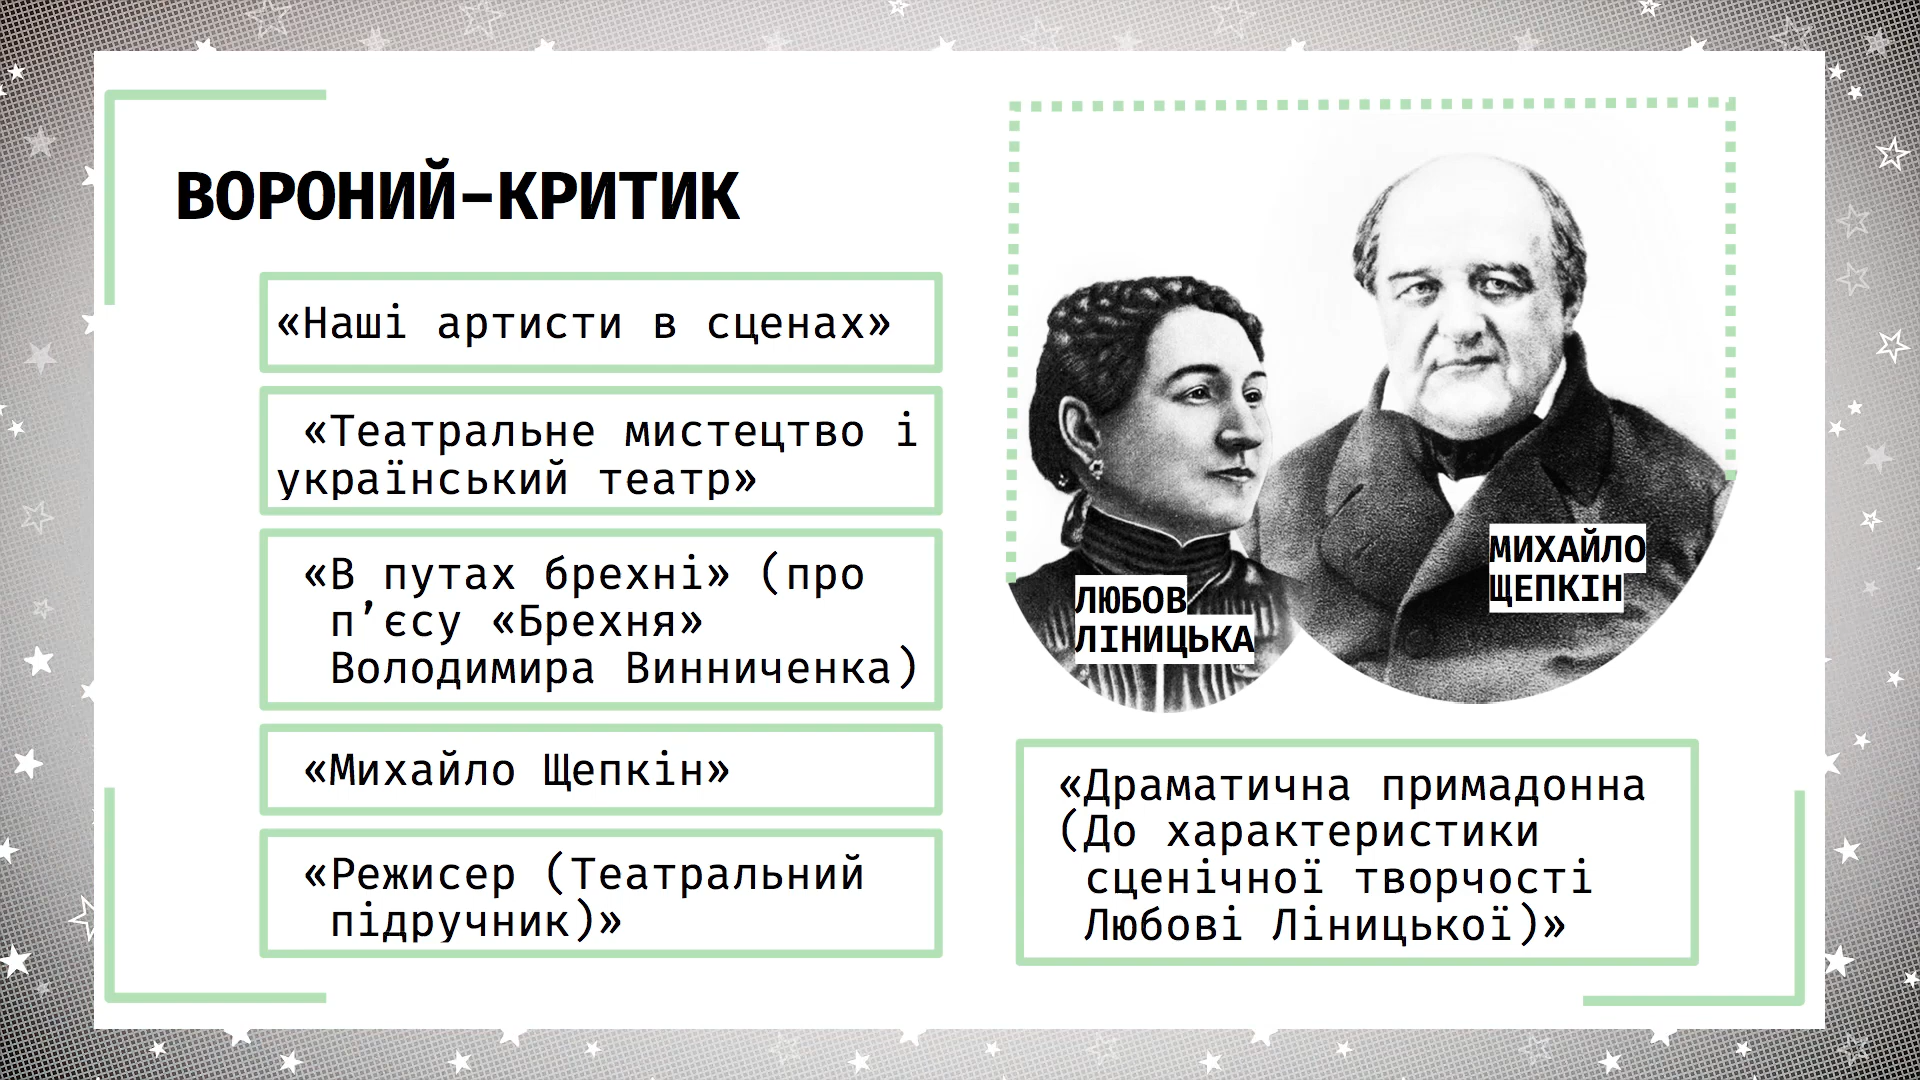 ВОРОНИЙ-КРИТИК
«Наші артисти в сценах»
«Театральне мистецтво і
український театр»
«В путах брехні» (про
п’єсу «Брехня»
Володимира Винниченка)
«Михайло Щепкін»
«Режисер (Театральний
підручник)»
ЛЮБОВ
ЛІНИЦЬКА
МИХАЙЛО
ЩЕПКІН
«Драматична примадонна
(До характеристики
сценічної творчості
Любові Ліницької)»